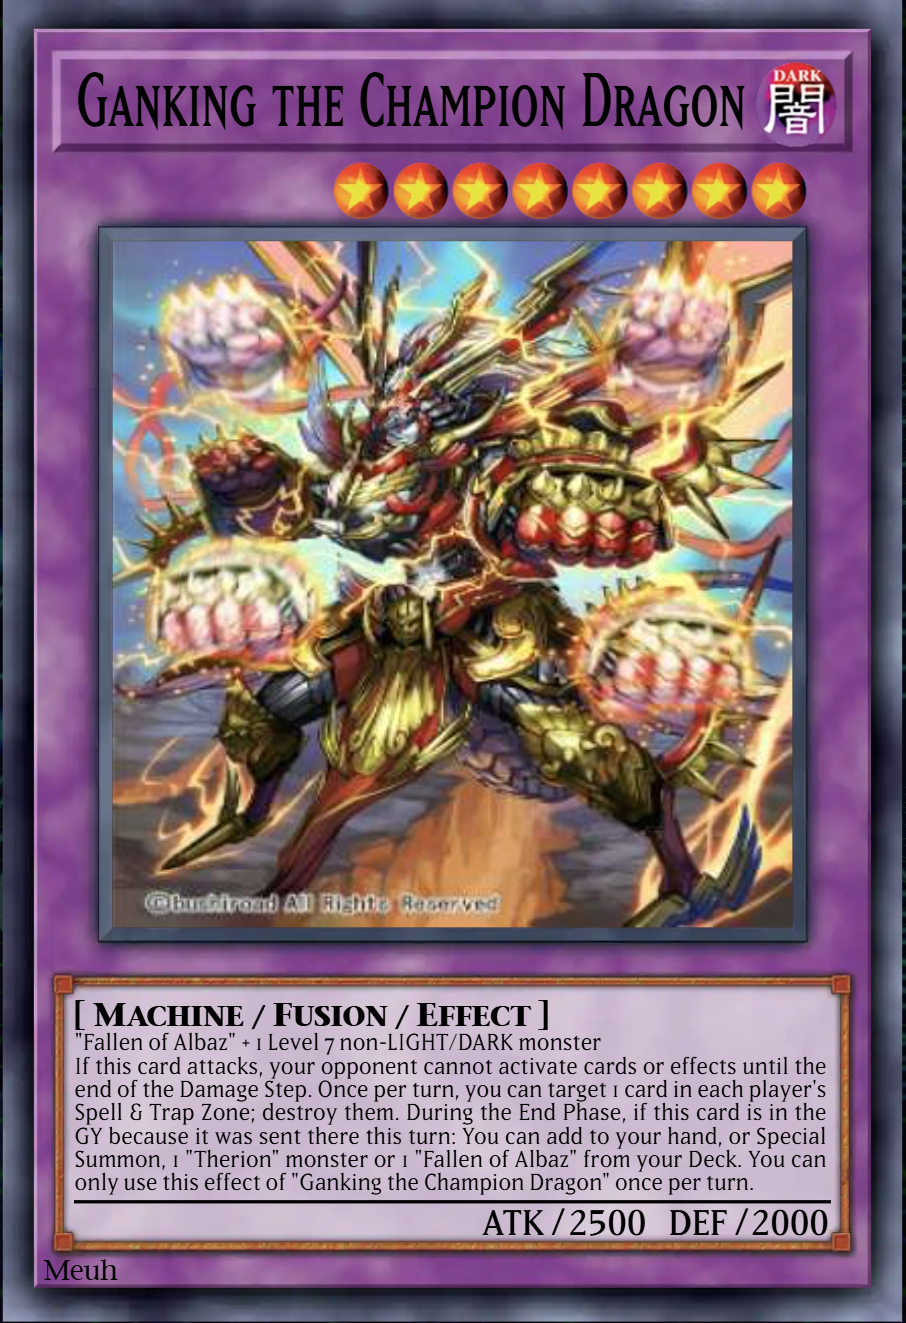 Ganking the Champion Dragon
DARK
闇
©bushiroad All Rights Reserved
[ Machine / Fusion / Effect ]
"Fallen of Albaz" + 1 Level 7 non-LIGHT/DARK monster
If this card attacks, your opponent cannot activate cards or effects until the
end of the Damage Step. Once per turn, you can target 1 card in each player's
Spell & Trap Zone; destroy them. During the End Phase, if this card is in the
GY because it was sent there this turn: You can add to your hand, or Special
Summon, 1 "Therion" monster or 1 "Fallen of Albaz" from your Deck. You can
only use this effect of "Ganking the Champion Dragon" once per turn.
ATK/2500 DEF/2000
Meuh